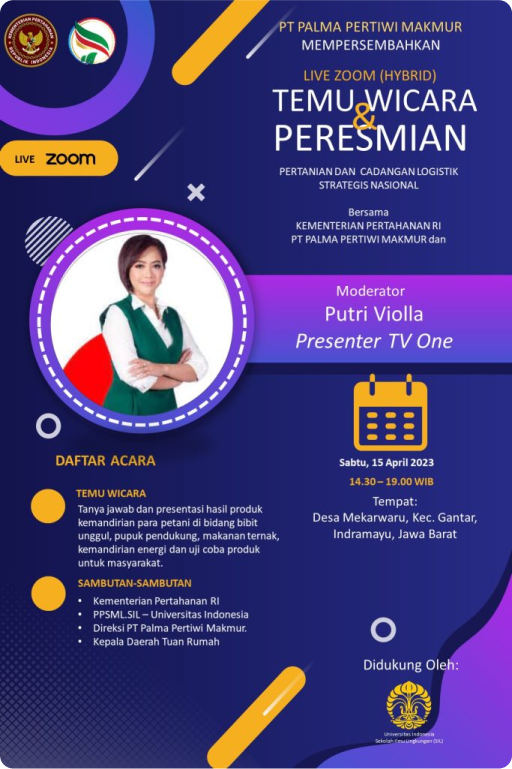 KEMENTERIAN PERTAHANAN
REPUBLIK INDONESIA
PT PALMA PERTIWI MAKMUR
MEMPERSEMBAHKAN
LIVE ZOOM (HYBRID)
TEMU WICARA
&
PERESMIAN
PERTANIAN DAN CADANGAN LOGISTIK
STRATEGIS NASIONAL
LIVE zoom
Bersama
KEMENTERIAN PERTAHANAN RI
PT PALMA PERTIWI MAKMUR dan
Moderator
Putri Violla
Presenter TV One
Sabtu, 15 April 2023
14.30 – 19.00 WIB
Tempat:
Desa Mekarwaru, Kec. Gantar,
Indramayu, Jawa Barat
DAFTAR ACARA
TEMU WICARA
Tanya jawab dan presentasi hasil produk
kemandirian para petani di bidang bibit
unggul, pupuk pendukung, makanan ternak,
kemandirian energi dan uji coba produk
untuk masyarakat.
SAMBUTAN-SAMBUTAN
• Kementerian Pertahanan RI
• PPSML.SIL – Universitas Indonesia
• Direksi PT Palma Pertiwi Makmur.
• Kepala Daerah Tuan Rumah
Didukung Oleh:
Universitas Indonesia
Sekolah Ilmu Lingkungan (SIL)